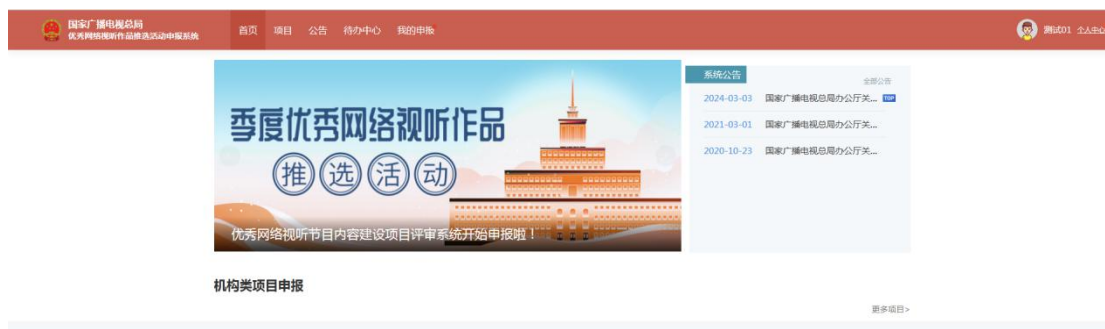 国家广播电视总局
优秀网络视听作品推选活动申报系统
首页 项目 公告 待办中心 我的申报
测试01 个人中心
季度优秀网络视听作品
推选活动
优秀网络视听节目内容建设项目评审系统开始申报啦！
系统公告
全部公告
2024-03-03 国家广播电视总局办公厅关... TOP
2021-03-01 国家广播电视总局办公厅关...
2020-10-23 国家广播电视总局办公厅关...
机构类项目申报
更多项目>